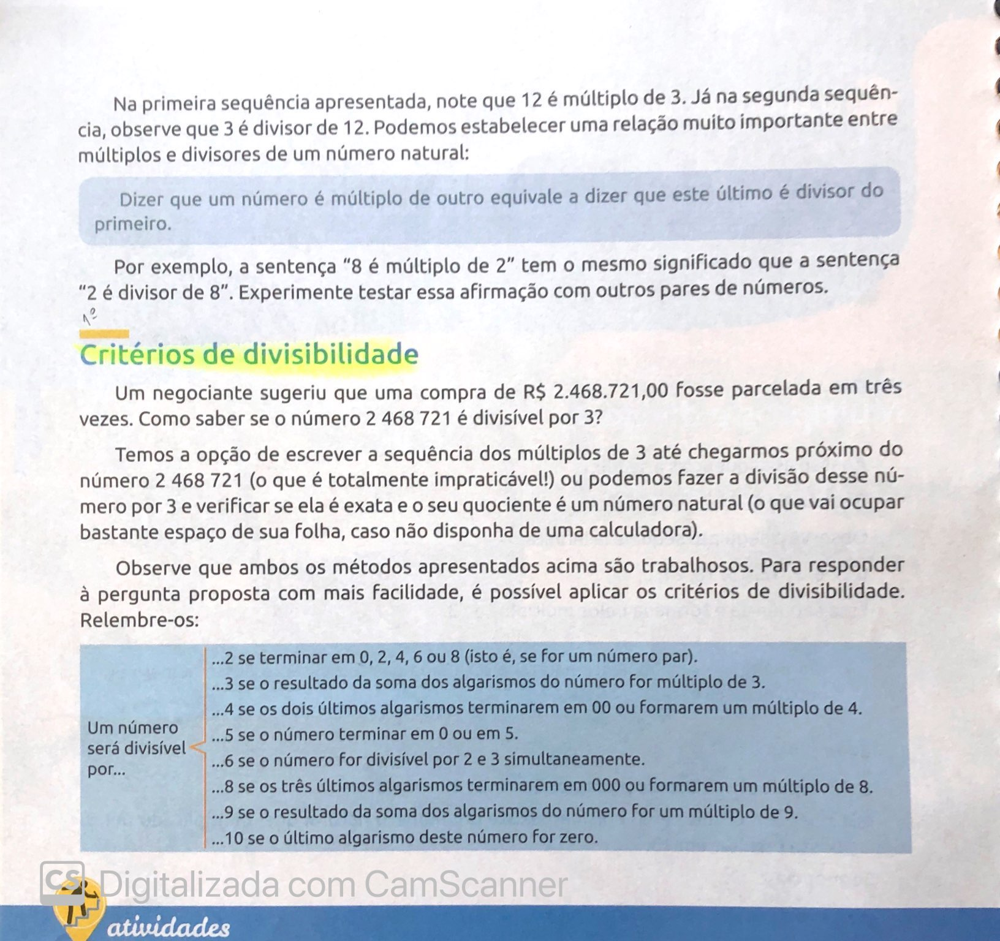 Na primeira sequência apresentada, note que 12 é múltiplo de 3. Já na segunda sequên-
cia, observe que 3 é divisor de 12. Podemos estabelecer uma relação muito importante entre
múltiplos e divisores de um número natural:
Dizer que um número é múltiplo de outro equivale a dizer que este último é divisor do
primeiro.
Por exemplo, a sentença “8 é múltiplo de 2” tem o mesmo significado que a sentença
“2 é divisor de 8”. Experimente testar essa afirmação com outros pares de números.
1º
Critérios de divisibilidade
Um negociante sugeriu que uma compra de R$ 2.468.721,00 fosse parcelada em três
vezes. Como saber se o número 2 468 721 é divisível por 3?
Temos a opção de escrever a sequência dos múltiplos de 3 até chegarmos próximo do
número 2 468 721 (o que é totalmente impraticável!) ou podemos fazer a divisão desse nú-
mero por 3 e verificar se ela é exata e o seu quociente é um número natural (o que vai ocupar
bastante espaço de sua folha, caso não disponha de uma calculadora).
Observe que ambos os métodos apresentados acima são trabalhosos. Para responder
à pergunta proposta com mais facilidade, é possível aplicar os critérios de divisibilidade.
Relembre-os:
Um número
será divisível
por...
...2 se terminar em 0, 2, 4, 6 ou 8 (isto é, se for um número par).
...3 se o resultado da soma dos algarismos do número for múltiplo de 3.
...4 se os dois últimos algarismos terminarem em 00 ou formarem um múltiplo de 4.
...5 se o número terminar em 0 ou em 5.
...6 se o número for divisível por 2 e 3 simultaneamente.
...8 se os três últimos algarismos terminarem em 000 ou formarem um múltiplo de 8.
...9 se o resultado da soma dos algarismos do número for um múltiplo de 9.
...10 se o último algarismo deste número for zero.
CS Digitalizada com CamScanner
atividades